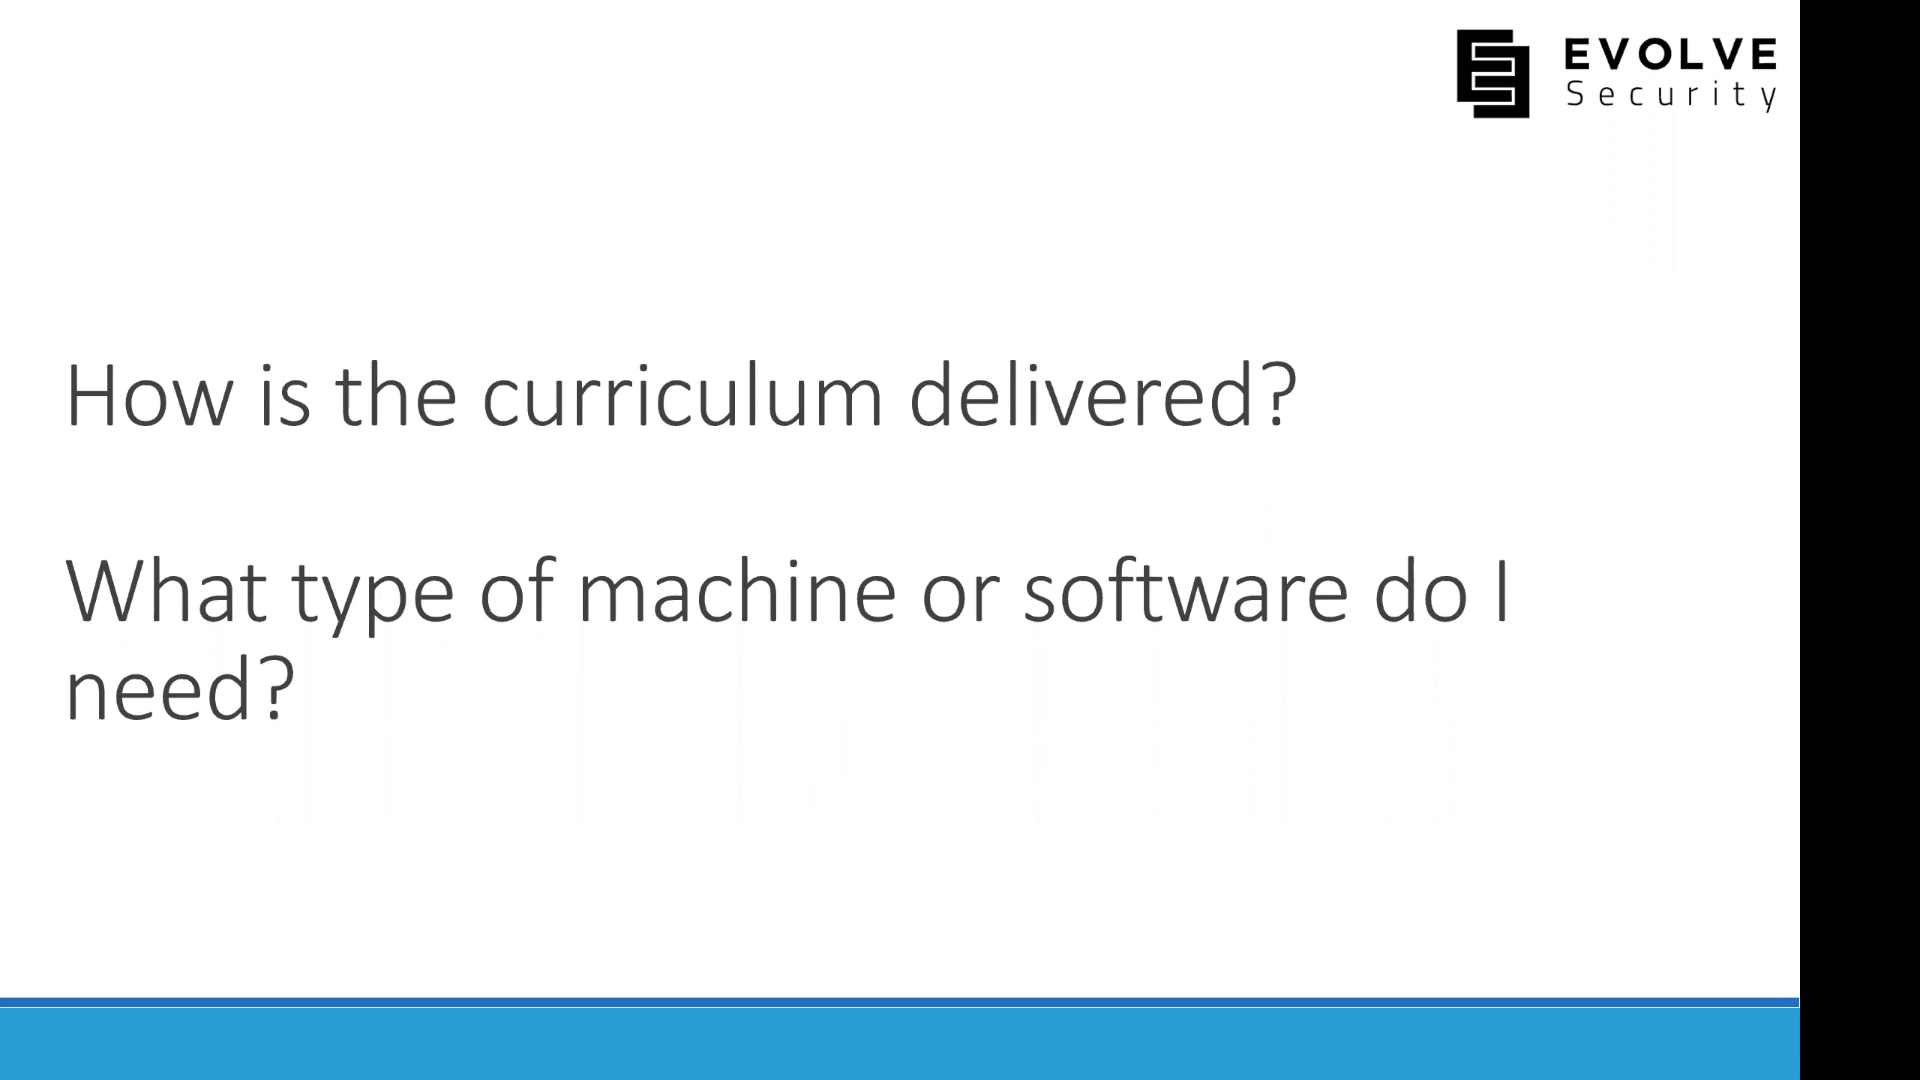 EVOLVE
Security
How is the curriculum delivered?
What type of machine or software do I
need?